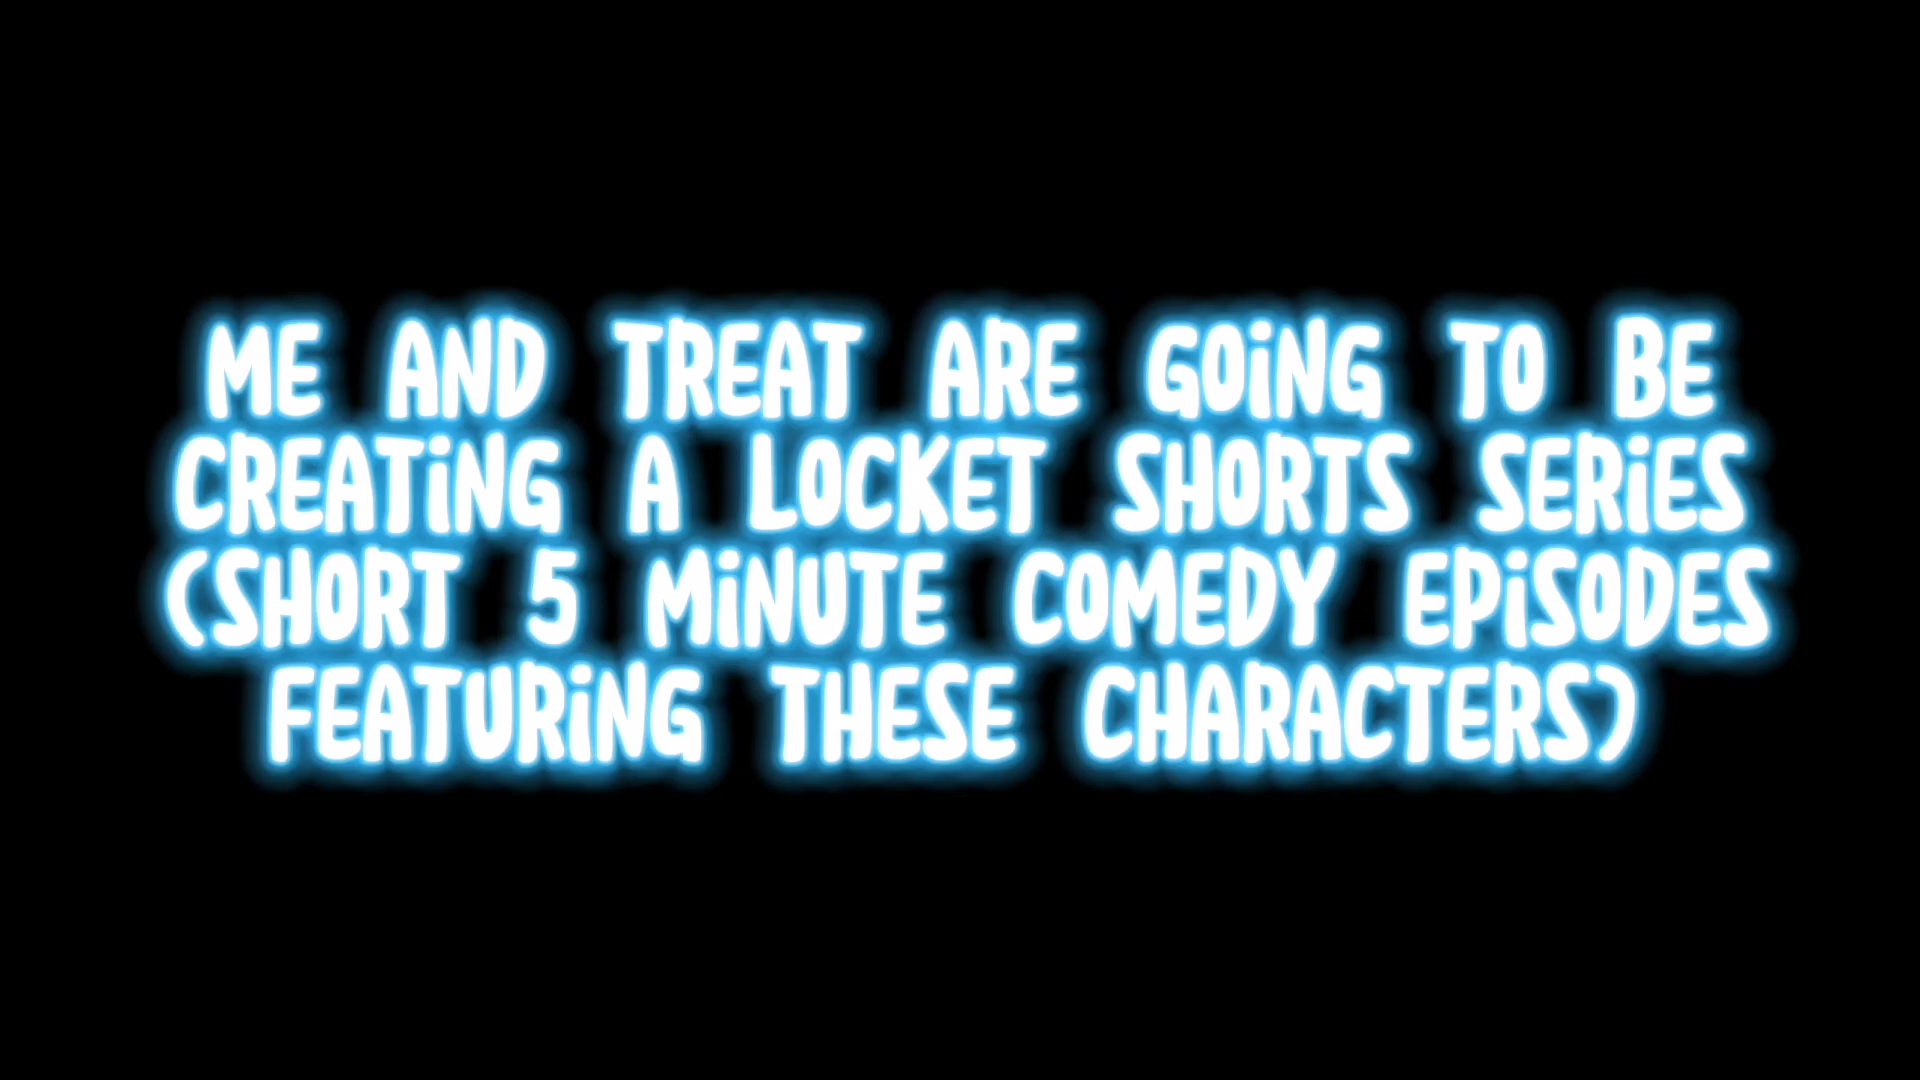 ME AND TREAT ARE GOiNG TO BE
CREATiNG A LOCKET SHORTS SERiES
(SHORT 5 MiNUTE COMEDY EPiSODES
FEATURiNG THESE CHARACTERS)